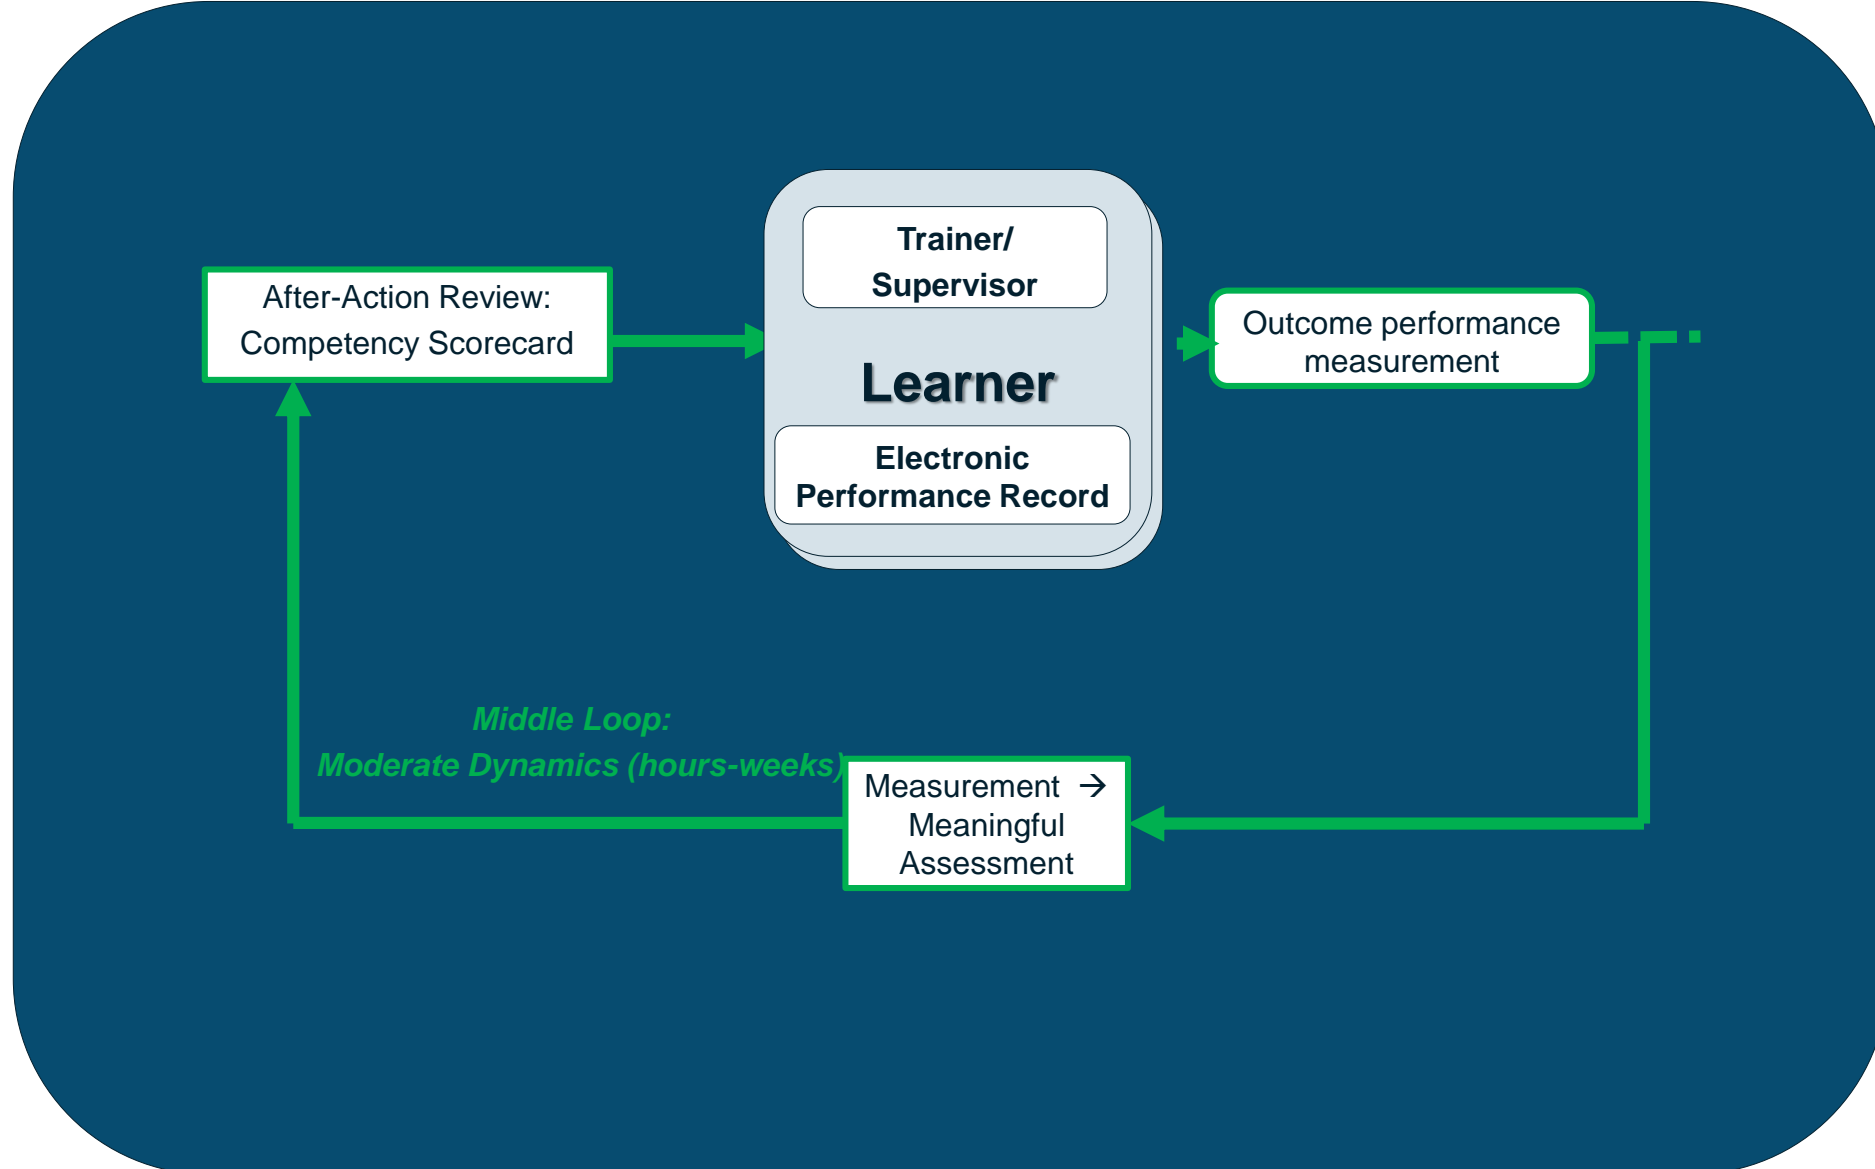 After-Action Review:
Competency Scorecard
Trainer/
Supervisor
Learner
Electronic
Performance Record
Outcome performance
measurement
Middle Loop:
Moderate Dynamics (hours-weeks)
Measurement →
Meaningful
Assessment